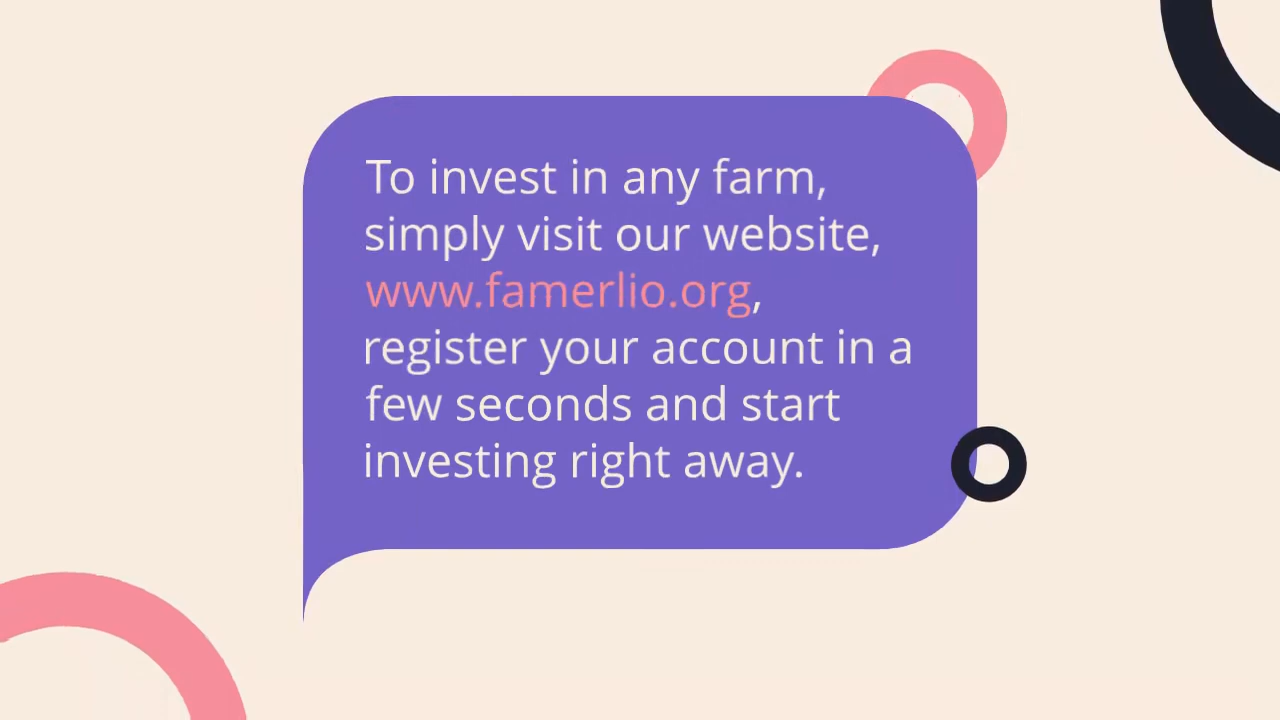 To invest in any farm,
simply visit our website,
www.famerlio.org,
register your account in a
few seconds and start
investing right away.